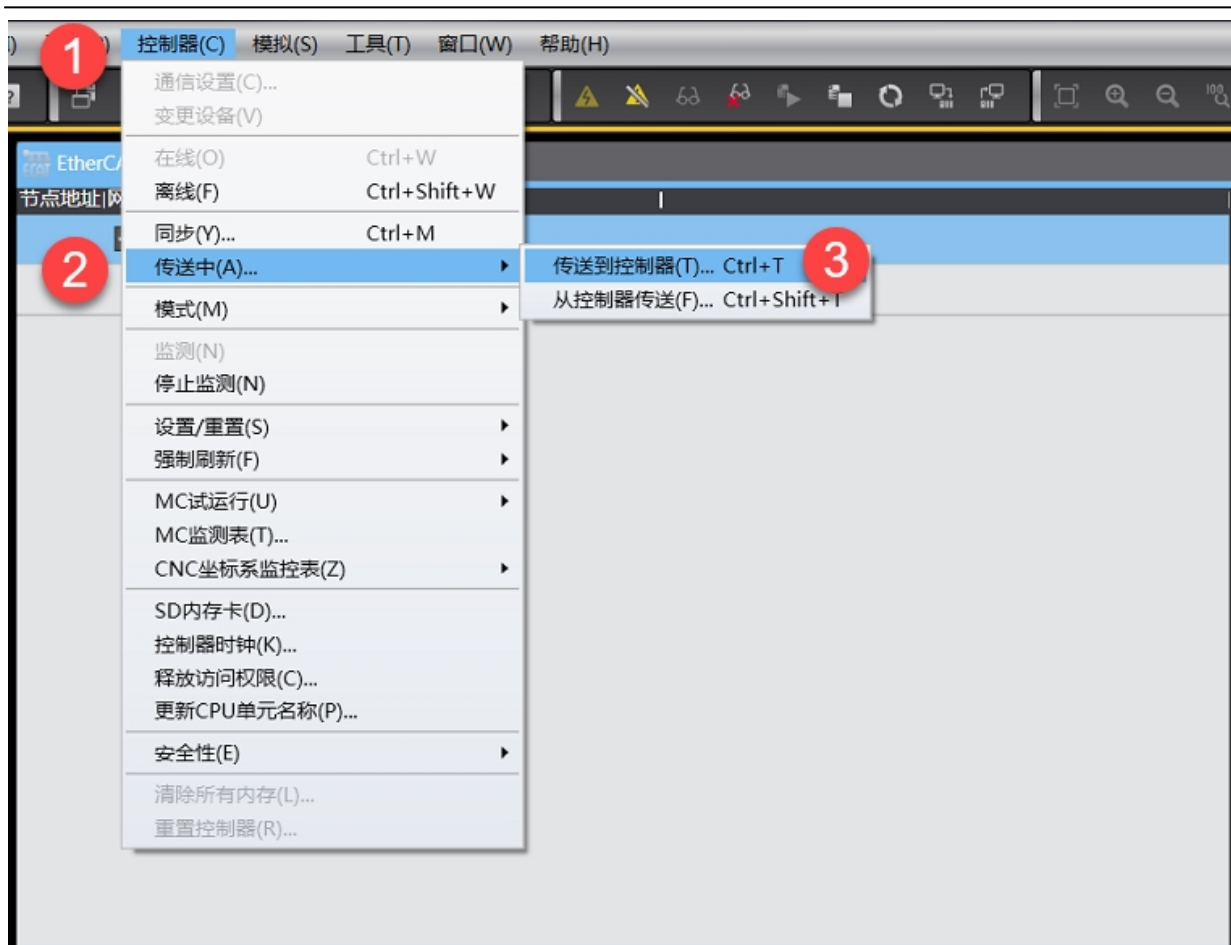 1
控制器(C) 模拟(S) 工具(T) 窗口(W) 帮助(H)
通信设置(C)...
变更设备(V)
在线(O) Ctrl+W
离线(F) Ctrl+Shift+W
同步(Y)... Ctrl+M
2
传送中(A)...
3
传送到控制器(T)... Ctrl+T
从控制器传送(F)... Ctrl+Shift+T
模式(M)
监测(N)
停止监测(N)
设置/重置(S)
强制刷新(F)
MC试运行(U)
MC监测表(T)...
CNC坐标系监控表(Z)
SD内存卡(D)...
控制器时钟(K)...
释放访问权限(C)...
更新CPU单元名称(P)...
安全性(E)
清除所有内存(L)...
重置控制器(R)...
EtherCA
节点地址|网
100